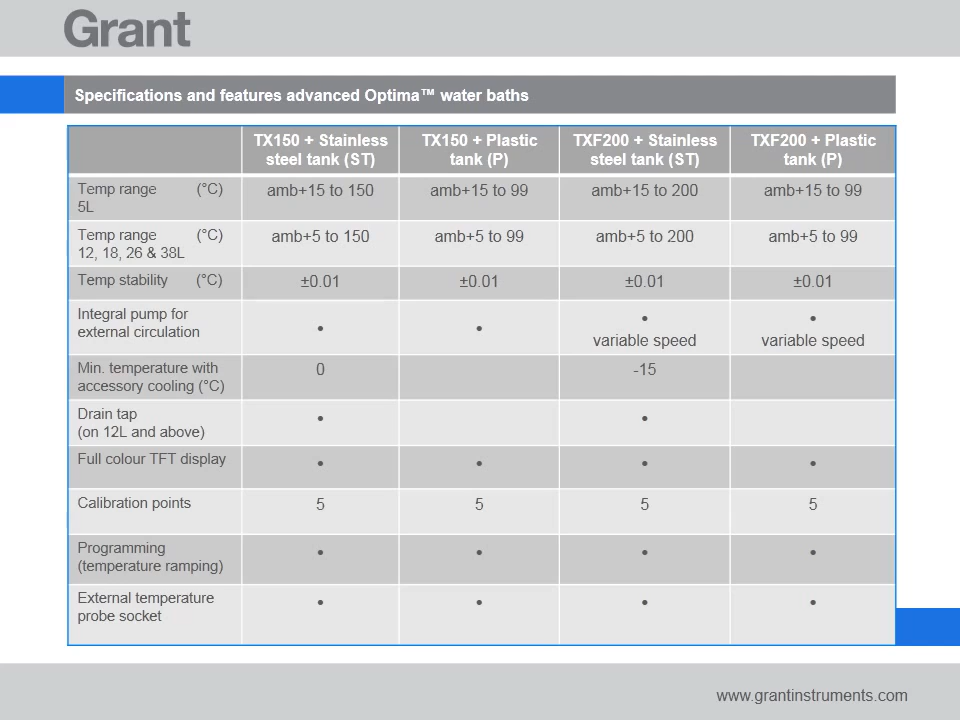 Grant
Specifications and features advanced Optima™ water baths
TX150 + Stainless steel tank (ST) TX150 + Plastic tank (P) TXF200 + Stainless steel tank (ST) TXF200 + Plastic tank (P)
Temp range (°C) 5L amb+15 to 150 amb+15 to 99 amb+15 to 200 amb+15 to 99
Temp range (°C) 12, 18, 26 & 38L amb+5 to 150 amb+5 to 99 amb+5 to 200 amb+5 to 99
Temp stability (°C) ±0.01 ±0.01 ±0.01 ±0.01
Integral pump for external circulation • • • variable speed • variable speed
Min. temperature with accessory cooling (°C) 0 -15
Drain tap (on 12L and above) • •
Full colour TFT display • • • •
Calibration points 5 5 5 5
Programming (temperature ramping) • • • •
External temperature probe socket • • • •
www.grantinstruments.com